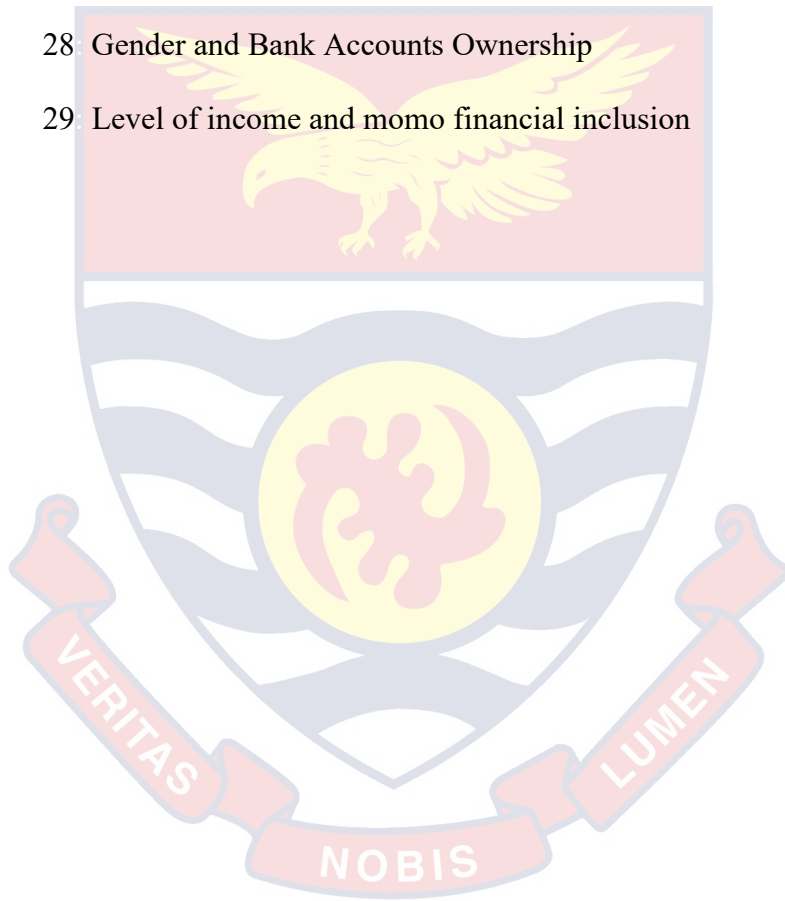 28: Gender and Bank Accounts Ownership
29: Level of income and momo financial inclusion
VERITAS
NOBIS
LUMEN